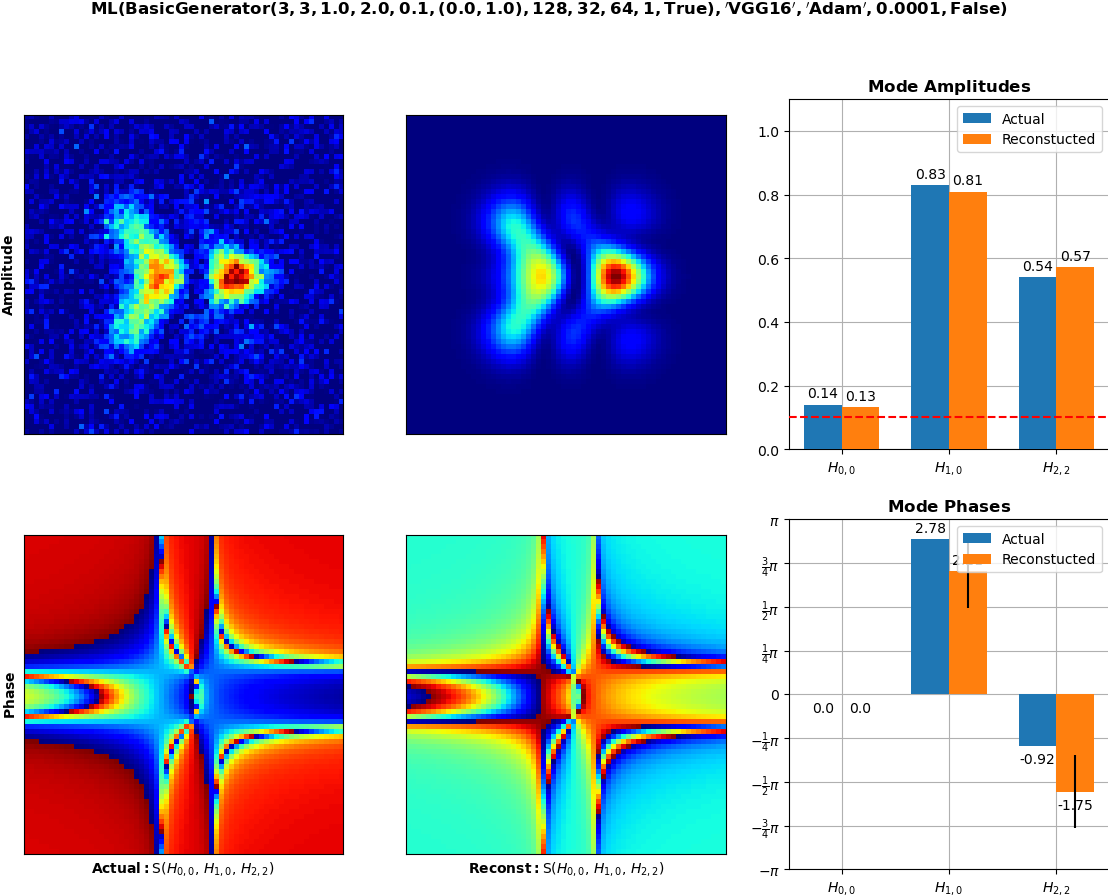 ML(BasicGenerator(3, 3, 1.0, 2.0, 0.1, (0.0, 1.0), 128, 32, 64, 1, True), ′VGG16′, ′Adam′, 0.0001, False)
Amplitude
Mode Amplitudes
Actual
Reconstucted
1.0
0.8
0.6
0.4
0.2
0.0
0.14
0.13
0.83
0.81
0.54
0.57
H0,0
H1,0
H2,2
Phase
Actual: S(H0,0, H1,0, H2,2)
Reconst: S(H0,0, H1,0, H2,2)
Mode Phases
Actual
Reconstucted
π
3/4π
1/2π
1/4π
0
−1/4π
−1/2π
−3/4π
−π
0.0
0.0
2.78
-0.92
-1.75
H0,0
H1,0
H2,2